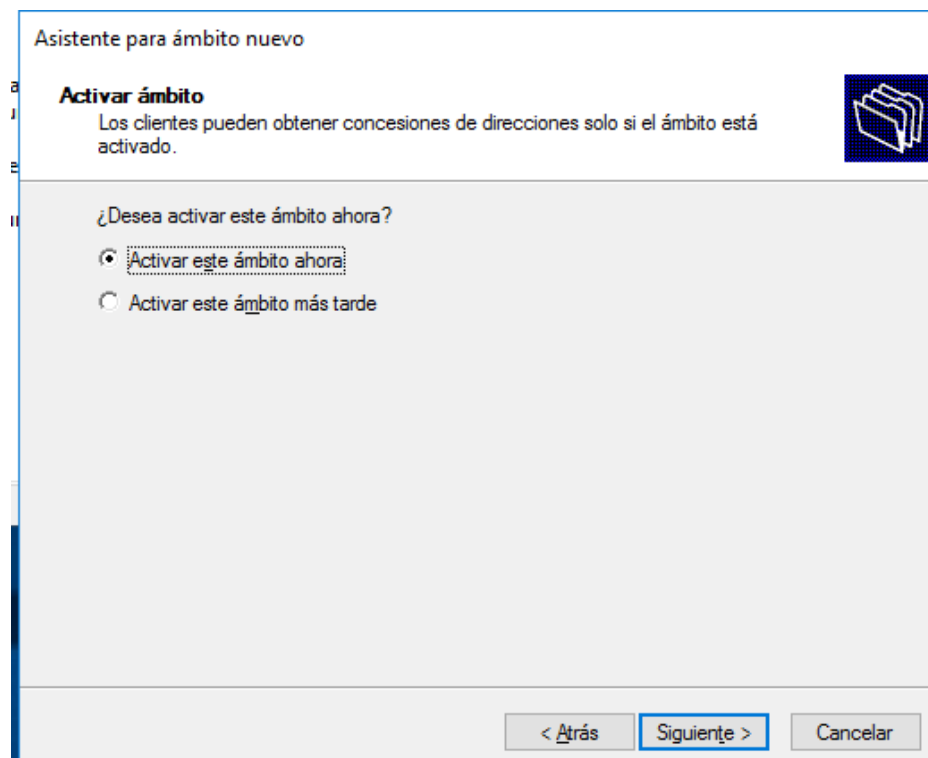 Asistente para ámbito nuevo
Activar ámbito
Los clientes pueden obtener concesiones de direcciones solo si el ámbito está
activado.
¿Desea activar este ámbito ahora?
Activar este ámbito ahora
Activar este ámbito más tarde
< Atrás
Siguiente >
Cancelar